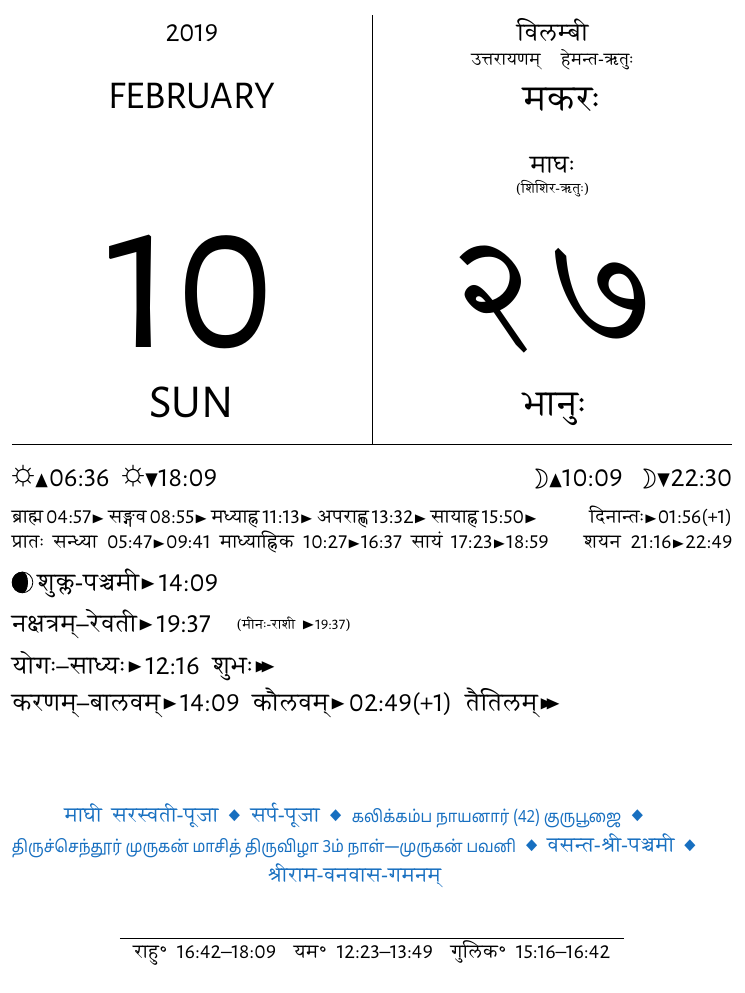 2019
FEBRUARY
10
SUN
विलम्बी
उत्तरायणम् हेमन्त-ऋतुः
मकरः
माघः
(शिशिर-ऋतुः)
२७
भानुः
☼▲06:36 ☼▼18:09 ☽▲10:09 ☽▼22:30
ब्राह्म 04:57► सङ्गव 08:55► मध्याह्न 11:13► अपराह्ण 13:32► सायाह्न 15:50► दिनान्तः►01:56(+1)
प्रातः सन्ध्या 05:47►09:41 माध्याह्निक 10:27►16:37 सायं 17:23►18:59 शयन 21:16►22:49
शुक्ल-पञ्चमी►14:09
नक्षत्रम्–रेवती►19:37 (मीनः-राशी ►19:37)
योगः–साध्यः►12:16 शुभः►►
करणम्–बालवम्►14:09 कौलवम्►02:49(+1) तैतिलम्►►
माघी सरस्वती-पूजा ◆ सर्प-पूजा ◆ கலிக்கம்ப நாயனார் (42) குருபூஜை ◆
திருச்செந்தூர் முருகன் மாசித் திருவிழா 3ம் நாள்—முருகன் பவனி ◆ वसन्त-श्री-पञ्चमी ◆
श्रीराम-वनवास-गमनम्
राहु॰ 16:42–18:09 यम॰ 12:23–13:49 गुलिक॰ 15:16–16:42